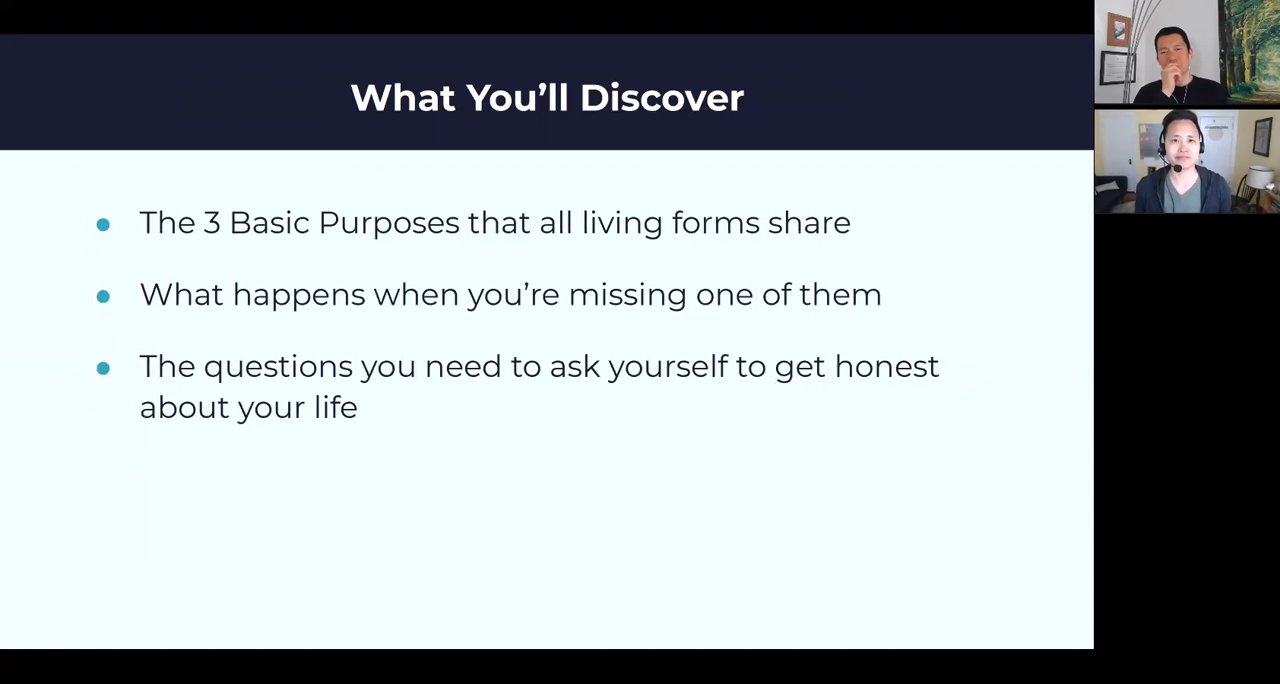 What You'll Discover
● The 3 Basic Purposes that all living forms share
● What happens when you're missing one of them
● The questions you need to ask yourself to get honest
about your life